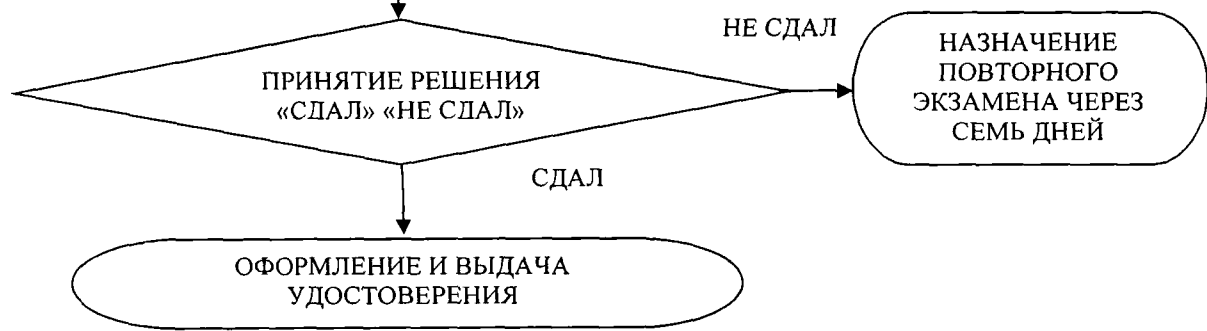 НЕ СДАЛ
ПРИНЯТИЕ РЕШЕНИЯ
«СДАЛ» «НЕ СДАЛ»
НАЗНАЧЕНИЕ
ПОВТОРНОГО
ЭКЗАМЕНА ЧЕРЕЗ
СЕМЬ ДНЕЙ
СДАЛ
ОФОРМЛЕНИЕ И ВЫДАЧА
УДОСТОВЕРЕНИЯ